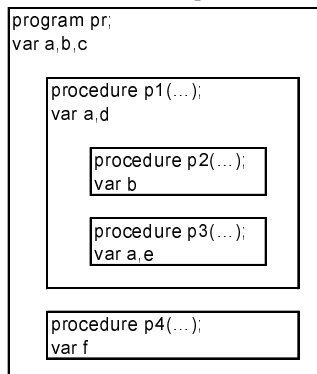 program pr;
var a,b,c
procedure p1(...);
var a,d
procedure p2(...);
var b
procedure p3(...);
var a,e
procedure p4(...);
var f